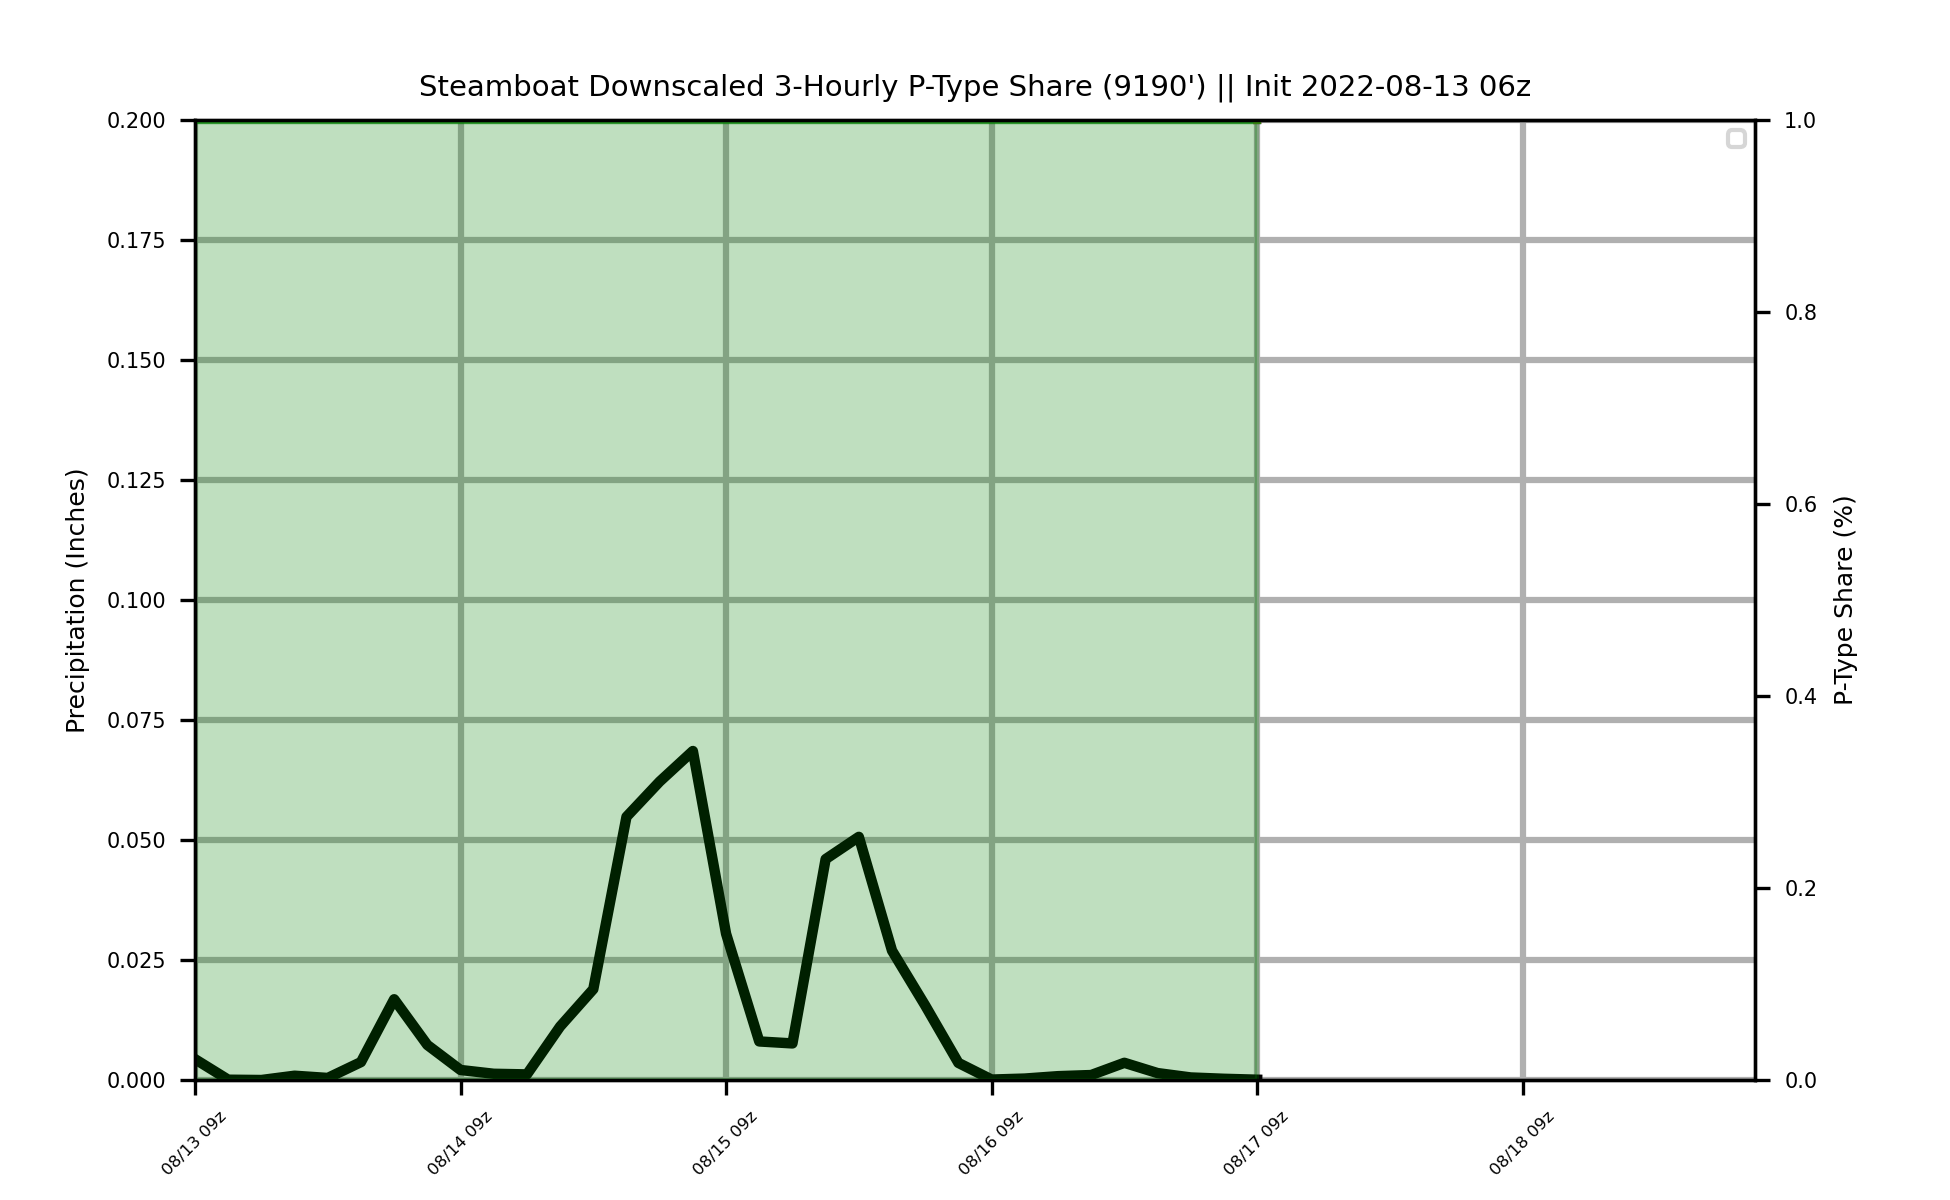 Steamboat Downscaled 3-Hourly P-Type Share (9190') || Init 2022-08-13 06z
0.200
0.175
0.150
0.125
0.100
0.075
0.050
0.025
0.000
Precipitation (Inches)
1.0
0.8
0.6
0.4
0.2
0.0
P-Type Share (%)
08/13 09z
08/14 09z
08/15 09z
08/16 09z
08/17 09z
08/18 09z